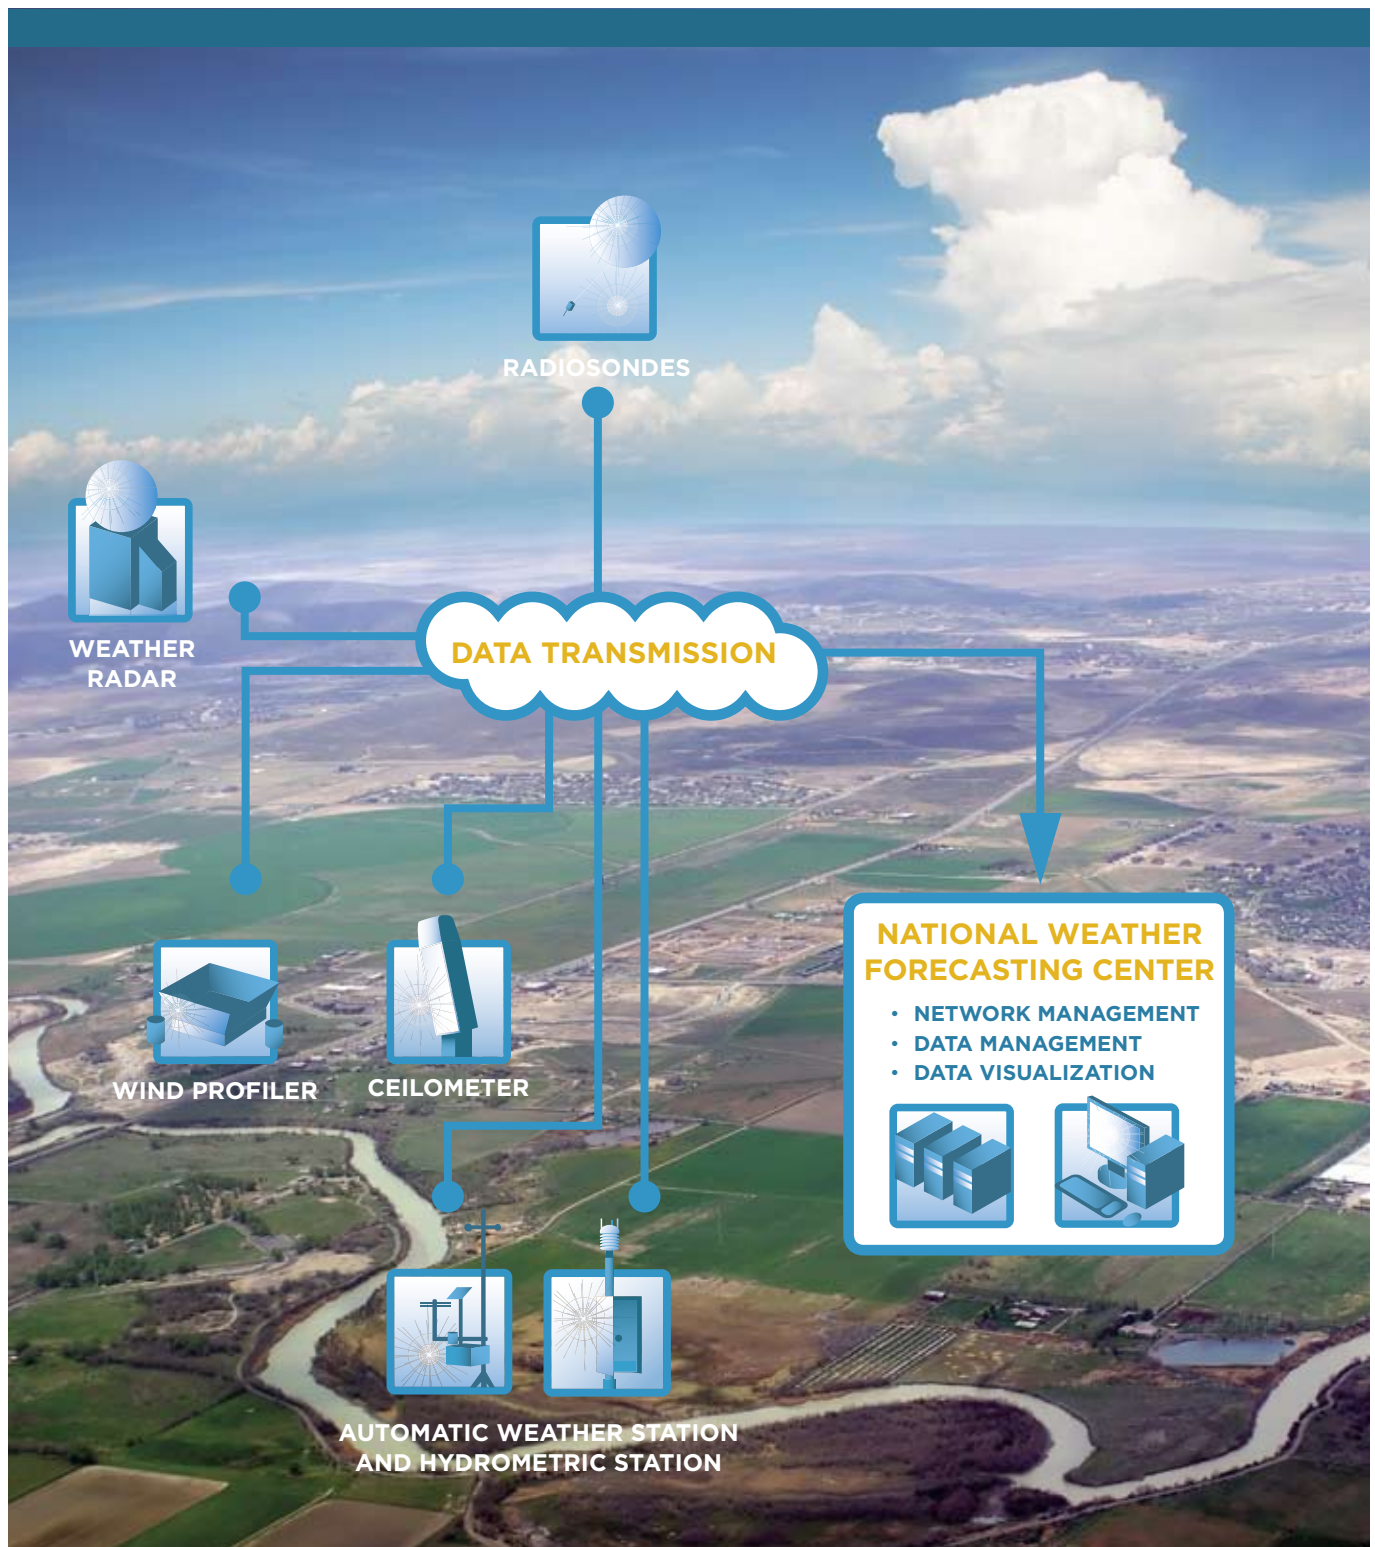 RADIOSONDES
WEATHER
RADAR
DATA TRANSMISSION
NATIONAL WEATHER
FORECASTING CENTER
• NETWORK MANAGEMENT
• DATA MANAGEMENT
• DATA VISUALIZATION
WIND PROFILER
CEILOMETER
AUTOMATIC WEATHER STATION
AND HYDROMETRIC STATION